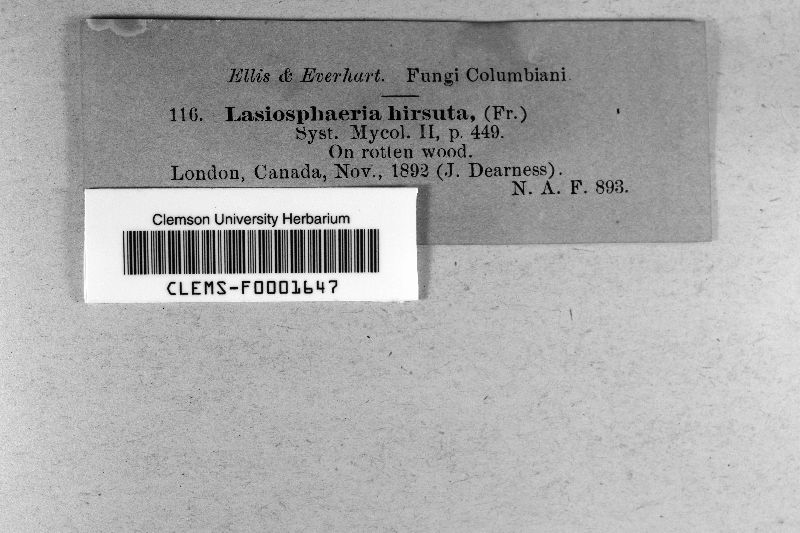 Ellis & Everhart. Fungi Columbiani
116. Lasiosphaeria hirsuta, (Fr.)
Syst. Mycol. II, p. 449.
On rotten wood.
London, Canada, Nov., 1892 (J. Dearness).
N. A. F. 893.
Clemson University Herbarium
CLEMS-F0001647